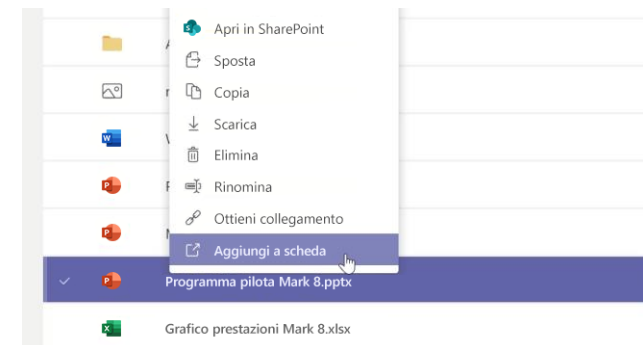 Apri in SharePoint
Sposta
Copia
Scarica
Elimina
Rinomina
Ottieni collegamento
Aggiungi a scheda
Programma pilota Mark 8.pptx
Grafico prestazioni Mark 8.xlsx